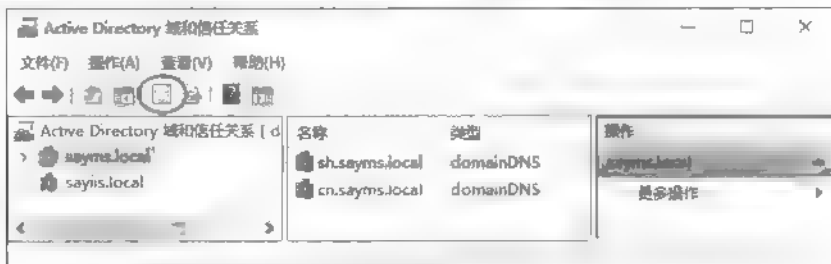 Active Directory 域和信任关系
文件(F) 操作(A) 查看(V) 帮助(H)
Active Directory 域和信任关系 [ d
sayms.local
sayiis.local
名称 类型
sh.sayms.local domainDNS
cn.sayms.local domainDNS
操作
sayms.local
更多操作